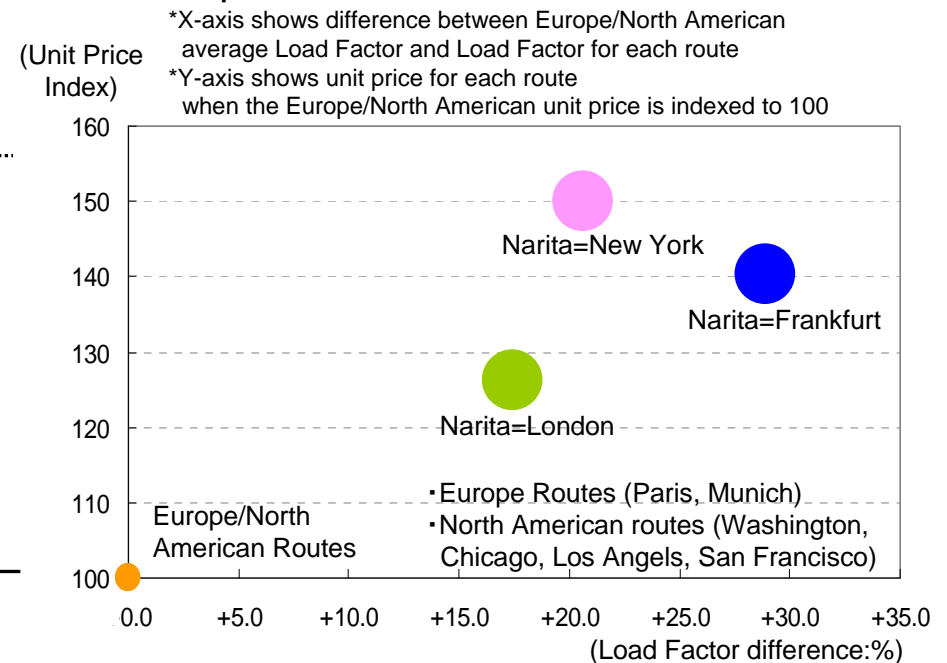 *X-axis shows difference between Europe/North American
average Load Factor and Load Factor for each route
(Unit Price
Index)
*Y-axis shows unit price for each route
when the Europe/North American unit price is indexed to 100
160
150
Narita=New York
140
Narita=Frankfurt
130
120
Narita=London
110
・Europe Routes (Paris, Munich)
Europe/North
American Routes
・North American routes (Washington,
Chicago, Los Angels, San Francisco)
100
0.0 +5.0 +10.0 +15.0 +20.0 +25.0 +30.0 +35.0
(Load Factor difference:%)